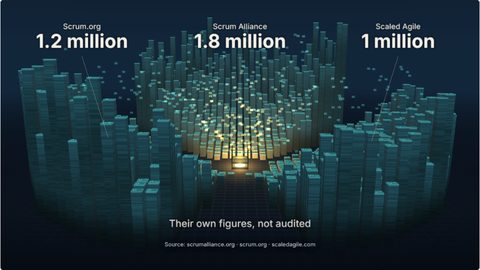 Scrum.org
1.2 million
Scrum Alliance
1.8 million
Scaled Agile
1 million
Their own figures, not audited
Source: scrumalliance.org · scrum.org · scaledagile.com